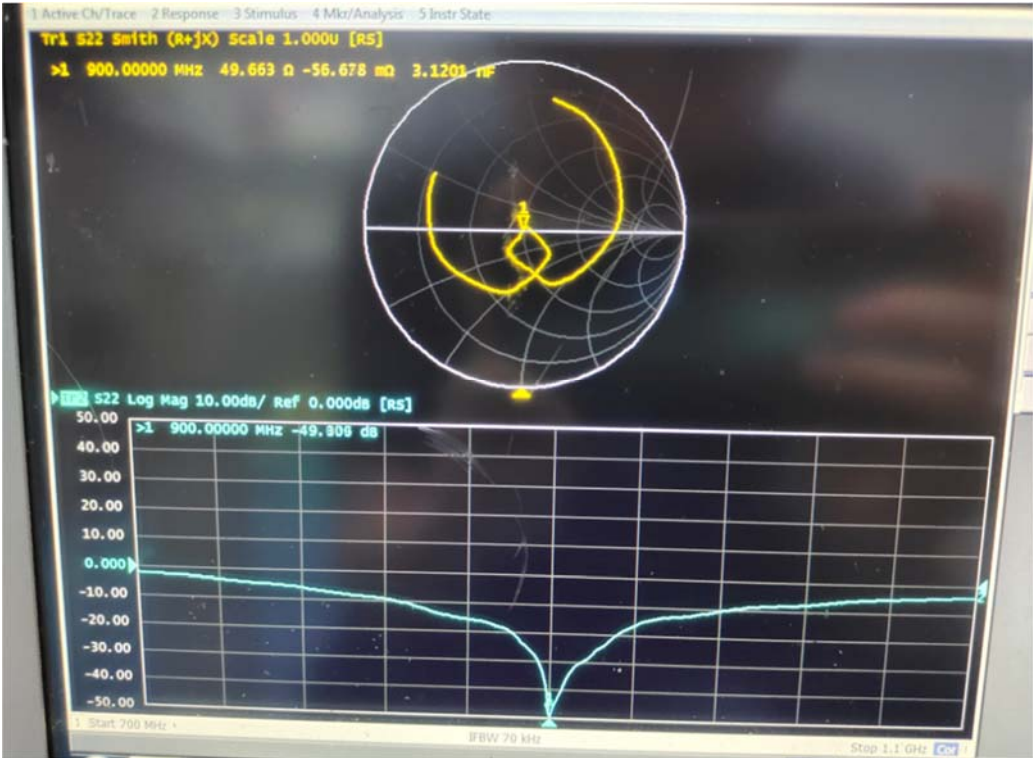 1 Active Ch/Trace 2 Response 3 Stimulus 4 Mkr/Analysis 5 Instr State
Tr1 S22 Smith (R+jX) Scale 1.000U [RS]
>1 900.00000 MHz 49.663 Ω -56.678 mΩ 3.1201 nF
1
Tr2 S22 Log Mag 10.00dB/ Ref 0.000dB [RS]
50.00
>1 900.00000 MHz -49.806 dB
40.00
30.00
20.00
10.00
0.000
-10.00
-20.00
-30.00
-40.00
-50.00
1 Start 700 MHz
IFBW 70 kHz
Stop 1.1 GHz Cor